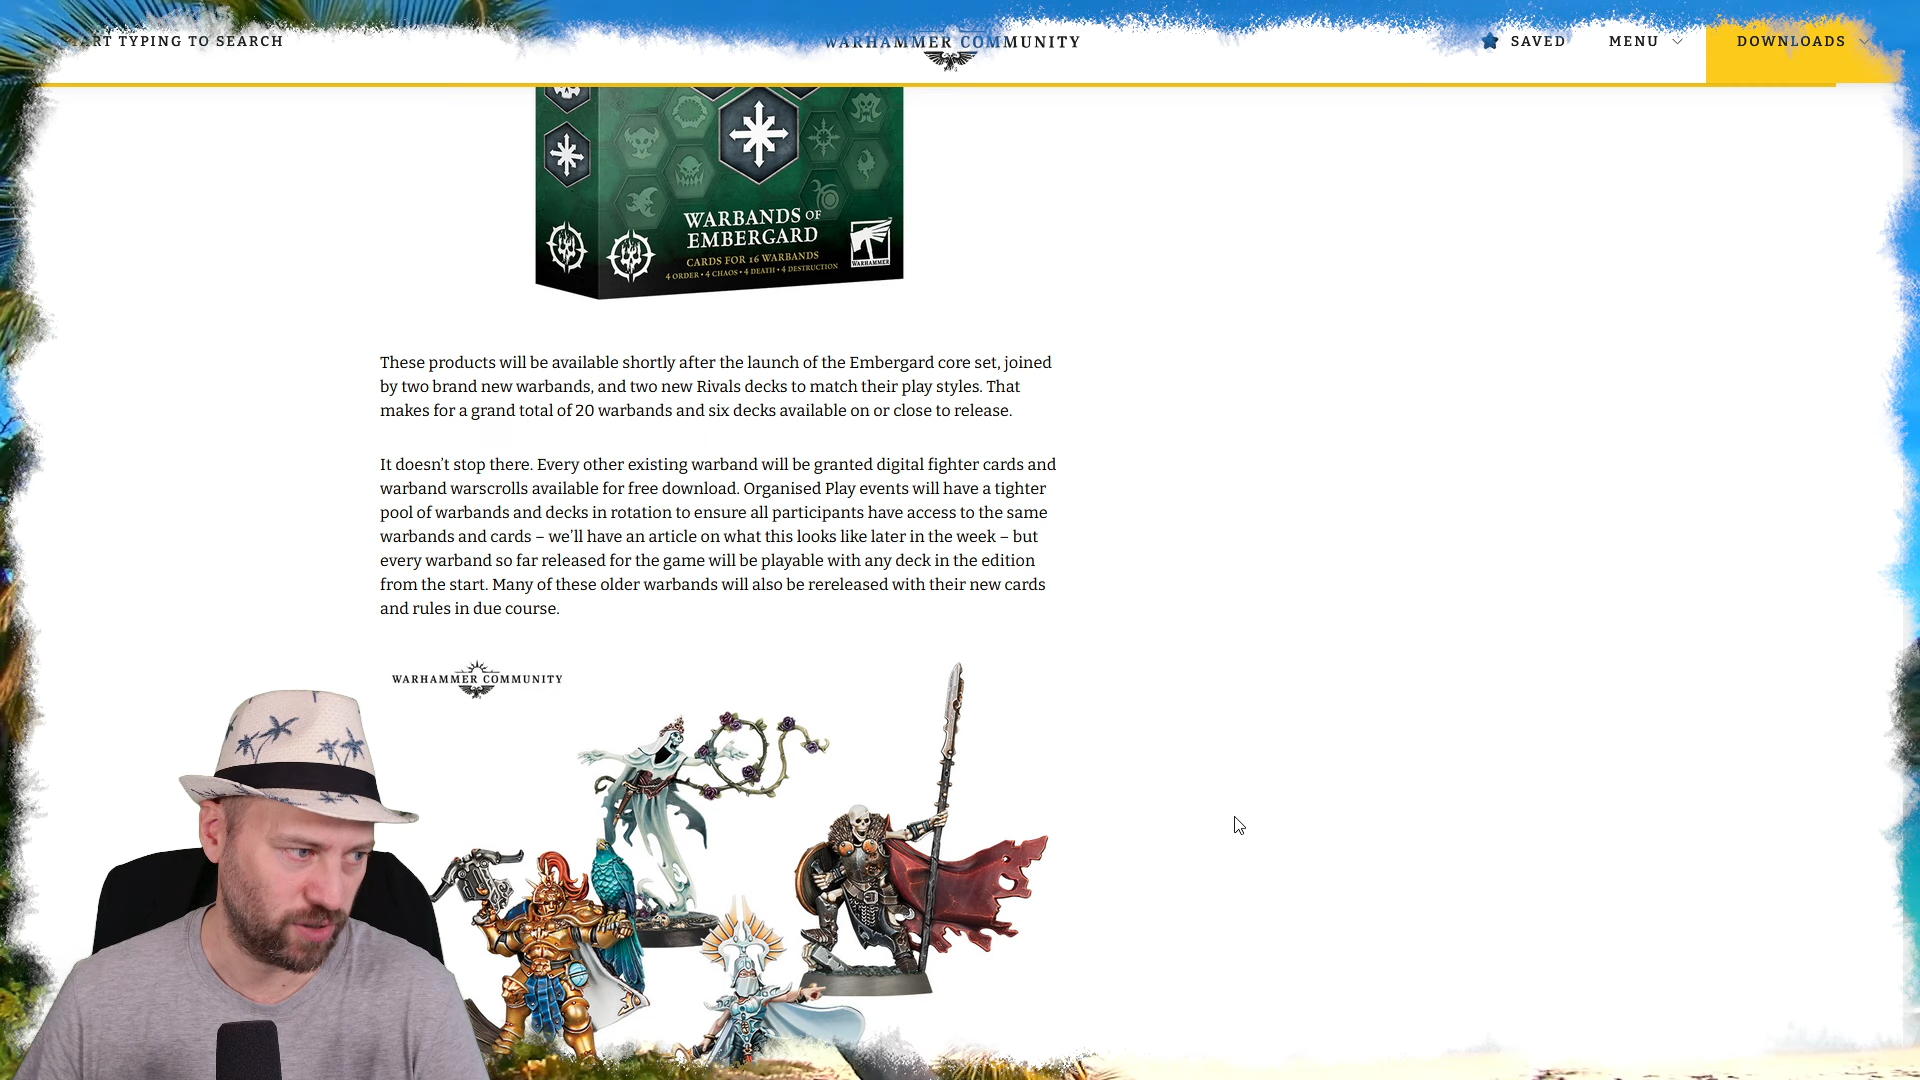 RT TYPING TO SEARCH
WARHAMMER COMMUNITY
SAVED
MENU
DOWNLOADS
WARBANDS OF
EMBERGARD
CARDS FOR 16 WARBANDS
4 ORDER • 4 CHAOS • 4 DEATH • 4 DESTRUCTION
WARHAMMER
These products will be available shortly after the launch of the Embergard core set, joined
by two brand new warbands, and two new Rivals decks to match their play styles. That
makes for a grand total of 20 warbands and six decks available on or close to release.
It doesn’t stop there. Every other existing warband will be granted digital fighter cards and
warband warscrolls available for free download. Organised Play events will have a tighter
pool of warbands and decks in rotation to ensure all participants have access to the same
warbands and cards – we’ll have an article on what this looks like later in the week – but
every warband so far released for the game will be playable with any deck in the edition
from the start. Many of these older warbands will also be rereleased with their new cards
and rules in due course.
WARHAMMER COMMUNITY